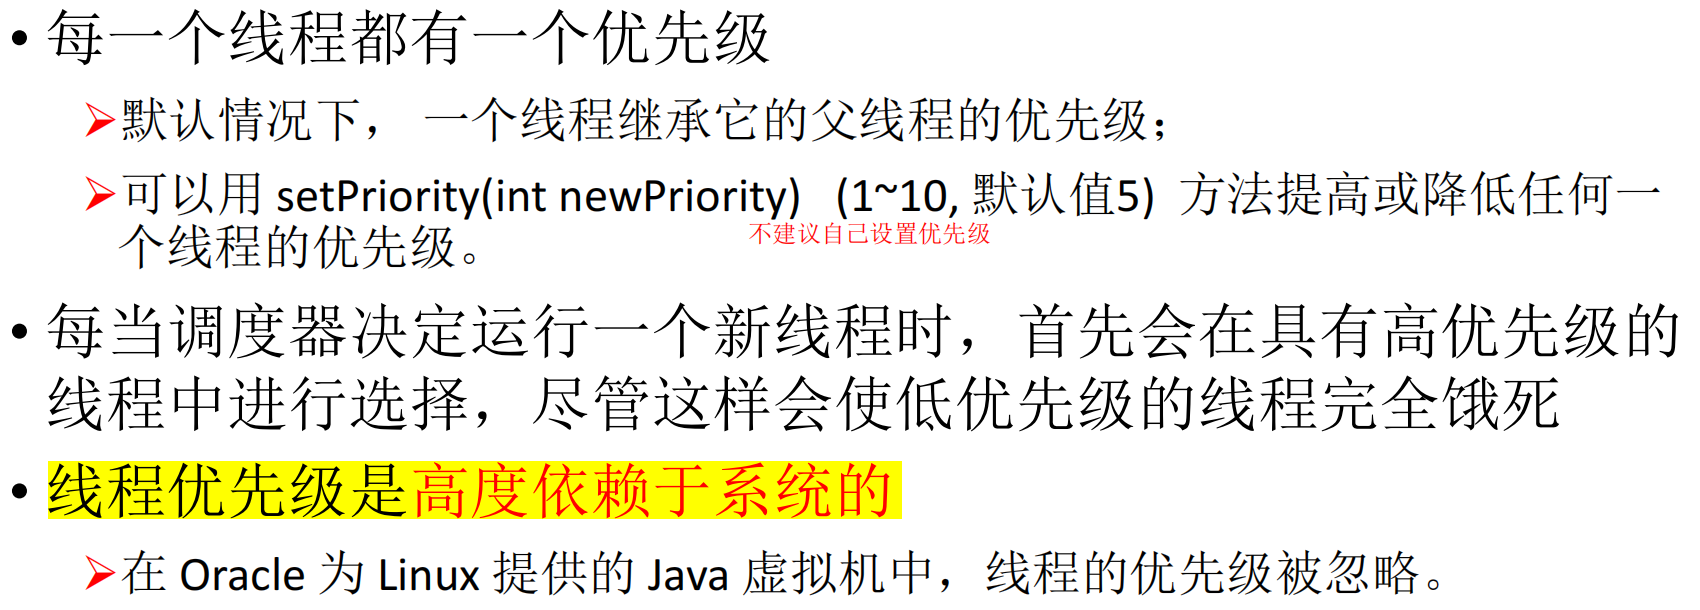 • 每一个线程都有一个优先级
➢默认情况下， 一个线程继承它的父线程的优先级；
➢可以用 setPriority(int newPriority) (1~10, 默认值5) 方法提高或降低任何一
不建议自己设置优先级
个线程的优先级。
• 每当调度器决定运行一个新线程时，首先会在具有高优先级的
线程中进行选择，尽管这样会使低优先级的线程完全饿死
• 线程优先级是高度依赖于系统的
➢在 Oracle 为 Linux 提供的 Java 虚拟机中，线程的优先级被忽略。